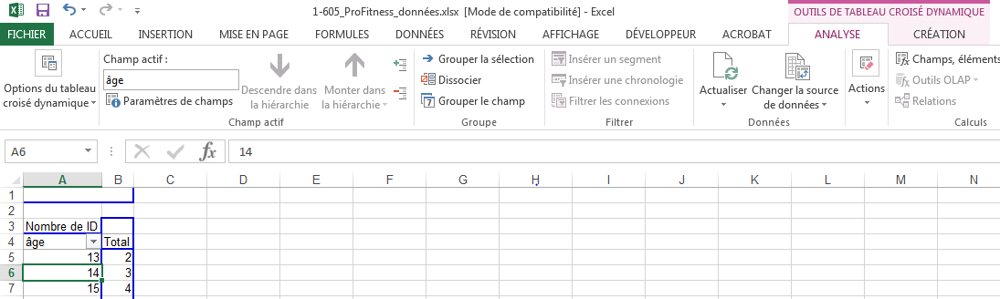 1-605_ProFitness_données.xlsx [Mode de compatibilité] - Excel
OUTILS DE TABLEAU CROISÉ DYNAMIQUE
FICHIER ACCUEIL INSERTION MISE EN PAGE FORMULES DONNÉES RÉVISION AFFICHAGE DÉVELOPPEUR ACROBAT ANALYSE CRÉATION
Options du tableau
croisé dynamique
Champ actif :
âge
Paramètres de champs
Descendre dans
la hiérarchie
Monter dans
la hiérarchie
Champ actif
Grouper la sélection
Dissocier
Grouper le champ
Groupe
Insérer un segment
Insérer une chronologie
Filtrer les connexions
Filtrer
Actualiser
Changer la source
de données
Données
Actions
Champs, éléments
Outils OLAP
Relations
Calculs
A6 fx 14
A B C D E F G H I J K L M N
1
2
3 Nombre de ID
4 âge Total
5 13 2
6 14 3
7 15 4